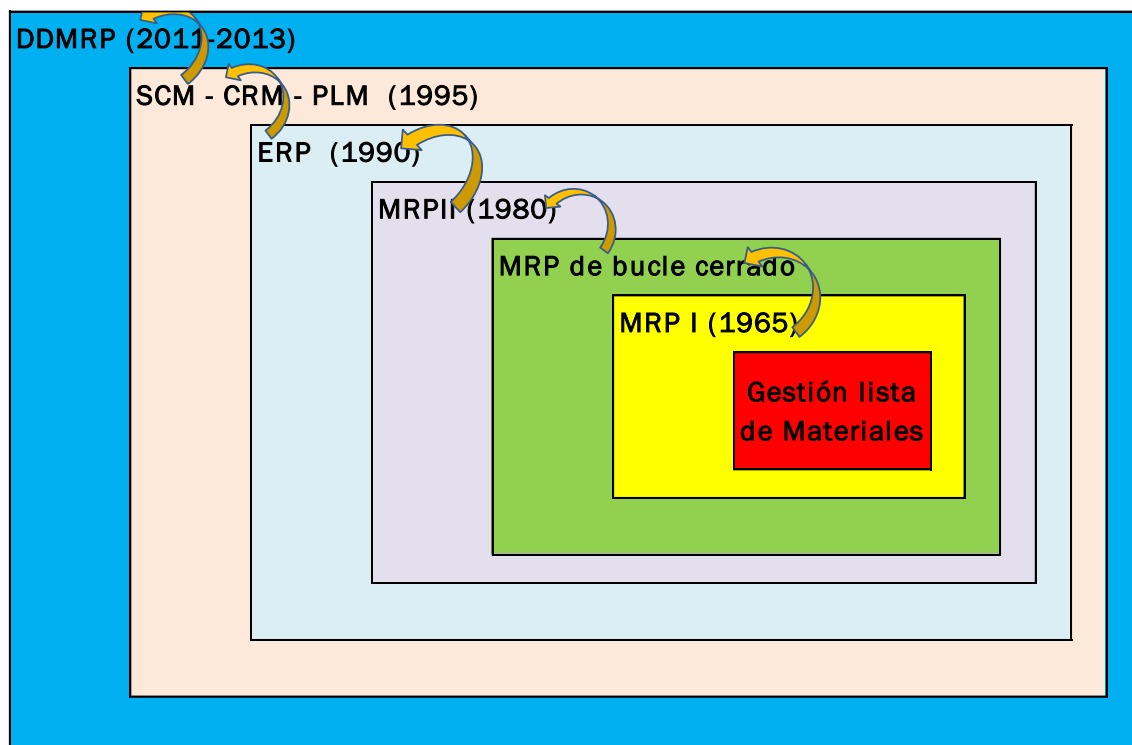 DDMRP (2011-2013)
SCM - CRM - PLM (1995)
ERP (1990)
MRPII (1980)
MRP de bucle cerrado
MRP I (1965)
Gestión lista
de Materiales